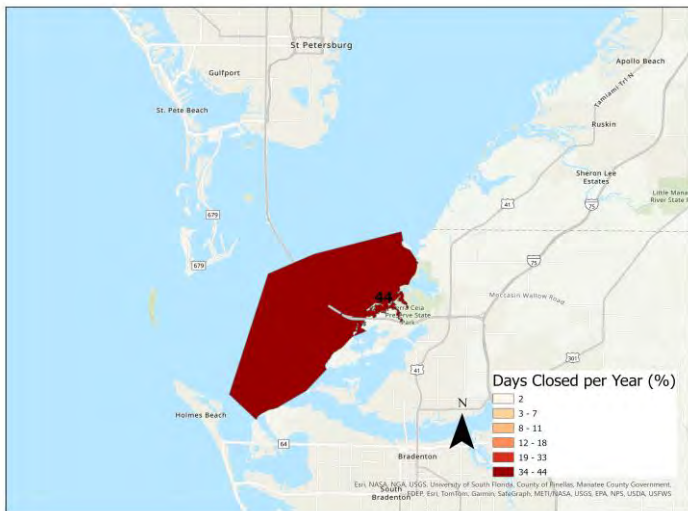 St Petersburg
Apollo Beach
Gulfport
Tamiami Trl-N
St. Pete Beach
Ruskin
Sheron Lee
Estates
679
41
75
Little Mana
River State F
679
75
44
Terra Ceia
Preserve State
Park
Moccasin Wallow Road
301
41
Days Closed per Year (%)
2
3 - 7
8 - 11
12 - 18
19 - 33
34 - 44
N
Holmes Beach
64
Bradenton
South
Bradenton
Esri, NASA, NGA, USGS, University of South Florida, County of Pinellas, Manatee County Government,
FDEP, Esri, TomTom, Garmin, SafeGraph, METI/NASA, USGS, EPA, NPS, USDA, USFWS